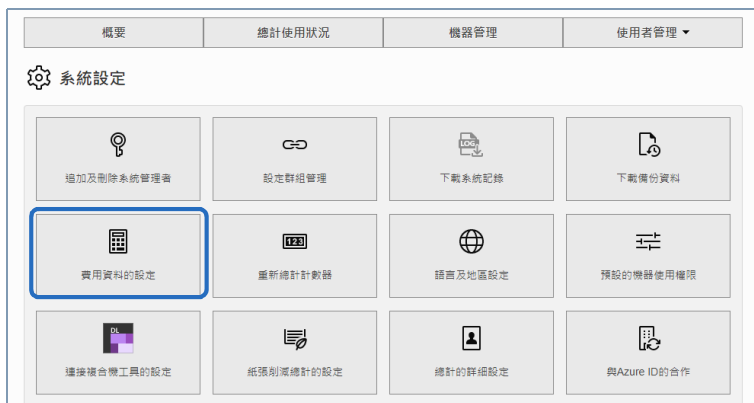 概要
總計使用狀況
機器管理
使用者管理
系統設定
追加及刪除系統管理者
設定群組管理
LOG
下載系統記錄
下載備份資料
費用資料的設定
123
重新總計計數器
語言及地區設定
預設的機器使用權限
DL
連接複合機工具的設定
紙張削減總計的設定
總計的詳細設定
與Azure ID的合作